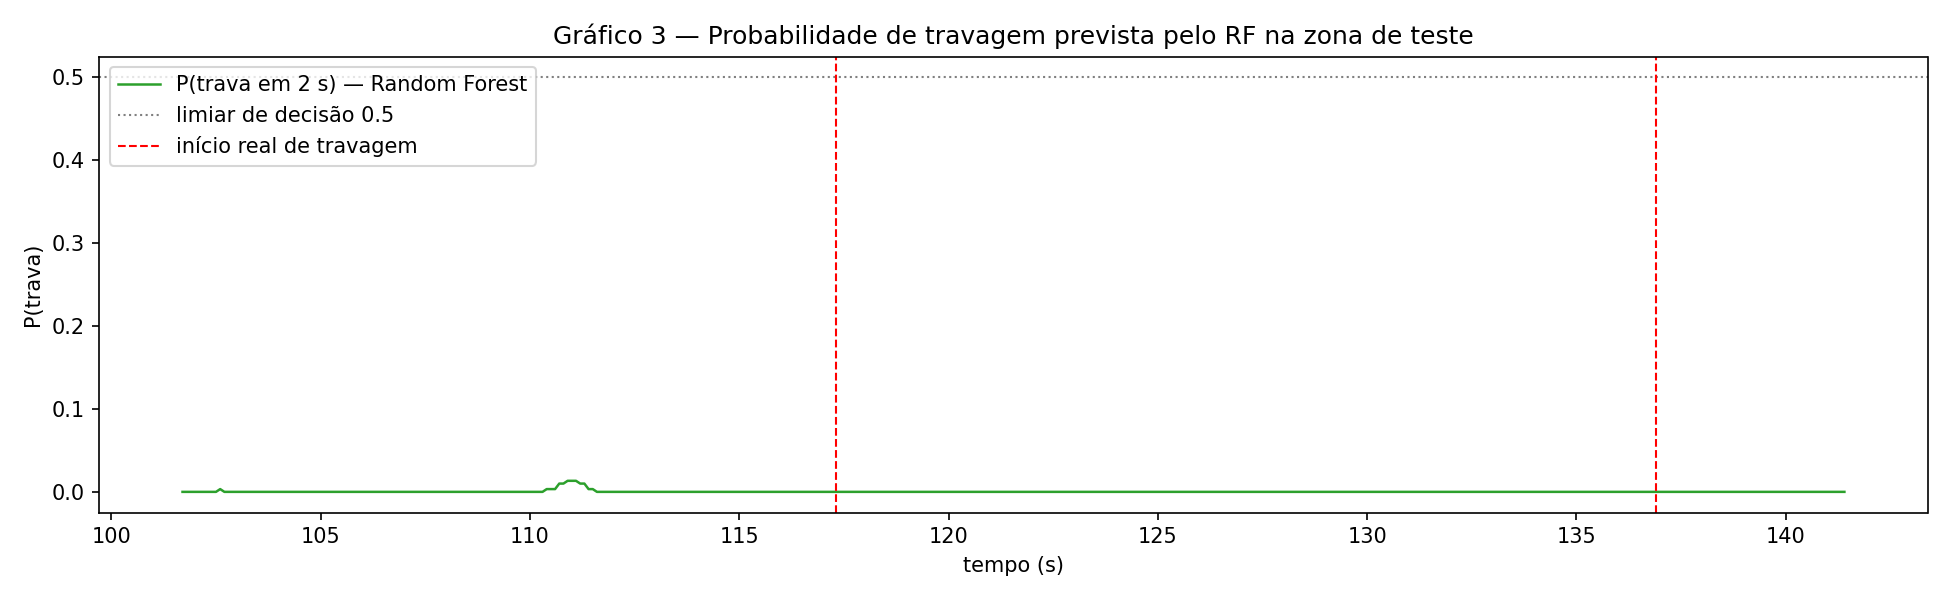 Gráfico 3 — Probabilidade de travagem prevista pelo RF na zona de teste
P(trava em 2 s) — Random Forest
limiar de decisão 0.5
início real de travagem
P(trava)
0.5
0.4
0.3
0.2
0.1
0.0
100 105 110 115 120 125 130 135 140
tempo (s)